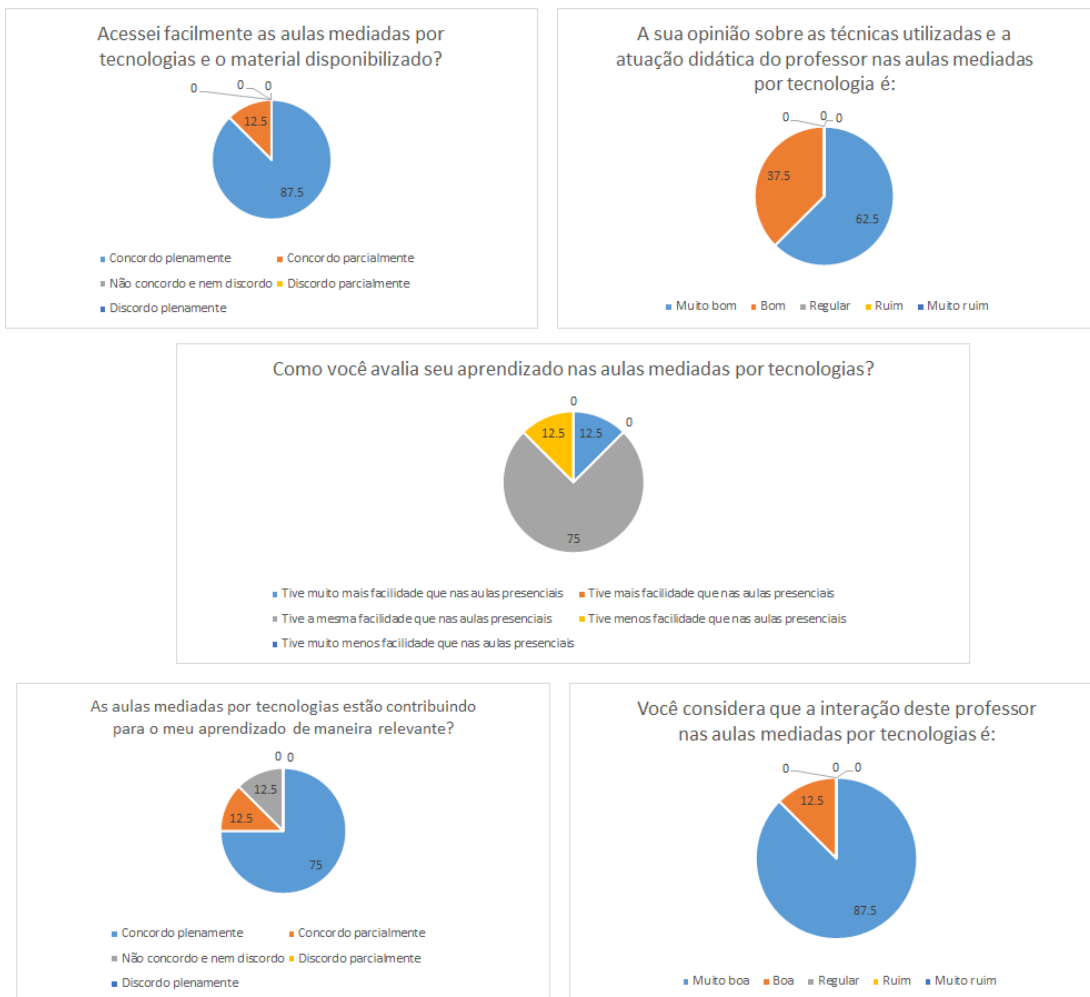 Acessei facilmente as aulas mediadas por
tecnologias e o material disponibilizado?
0 0 0
12.5
87.5
Concordo plenamente Concordo parcialmente
Não concordo e nem discordo Discordo parcialmente
Discordo plenamente
A sua opinião sobre as técnicas utilizadas e a
atuação didática do professor nas aulas mediadas
por tecnologia é:
0 0 0
37.5
62.5
Muito bom Bom Regular Ruim Muito ruim
Como você avalia seu aprendizado nas aulas mediadas por tecnologias?
0
0
12.5 12.5
75
Tive muito mais facilidade que nas aulas presenciais Tive mais facilidade que nas aulas presenciais
Tive a mesma facilidade que nas aulas presenciais Tive menos facilidade que nas aulas presenciais
Tive muito menos facilidade que nas aulas presenciais
As aulas mediadas por tecnologias estão contribuindo
para o meu aprendizado de maneira relevante?
0 0
12.5
12.5
75
Concordo plenamente Concordo parcialmente
Não concordo e nem discordo Discordo parcialmente
Discordo plenamente
Você considera que a interação deste professor
nas aulas mediadas por tecnologias é:
0 0 0
12.5
87.5
Muito boa Boa Regular Ruim Muito ruim